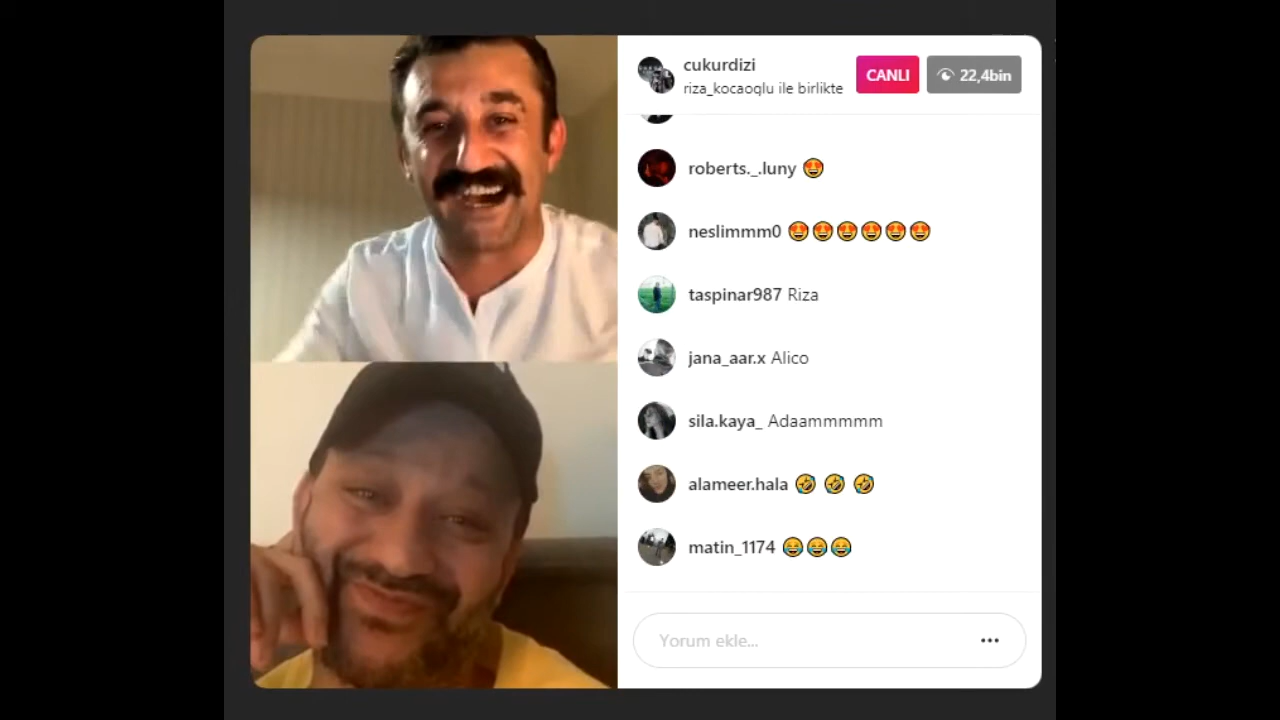 cukurdizi
riza_kocaoglu ile birlikte
CANLI
22,4bin
roberts._.luny 🤩
neslimmm0 🤩🤩🤩🤩🤩🤩
taspinar987 Riza
jana_aar.x Alico
sila.kaya_ Adaammmmm
alameer.hala 🤣 🤣 🤣
matin_1174 😂😂😂
Yorum ekle...